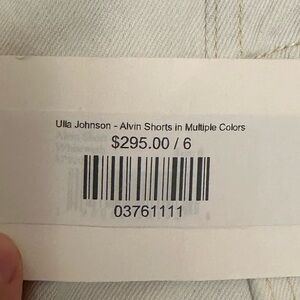 Ulla Johnson - Alvin Shorts in Multiple Colors
$295.00 / 6
03761111